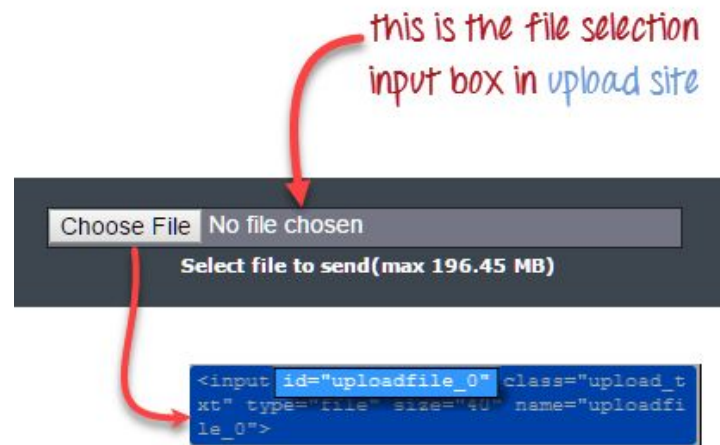 this is the file selection
input box in upload site
Choose File No file chosen
Select file to send(max 196.45 MB)
<input id="uploadfile_0" class="upload_t
xt" type="file" size="40" name="uploadfi
le_0">